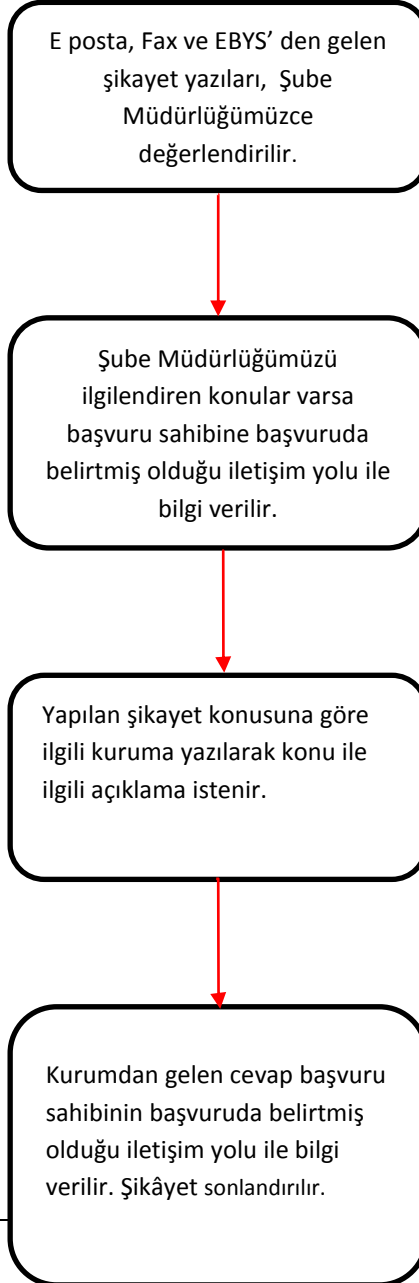 E posta, Fax ve EBYS’ den gelen
şikayet yazıları,  Şube
Müdürlüğümüzce
değerlendirilir.
Şube Müdürlüğümüzü
ilgilendiren konular varsa
başvuru sahibine başvuruda
belirtmiş olduğu iletişim yolu ile
bilgi verilir.
Yapılan şikayet konusuna göre
ilgili kuruma yazılarak konu ile
ilgili açıklama istenir.
Kurumdan gelen cevap başvuru
sahibinin başvuruda belirtmiş
olduğu iletişim yolu ile bilgi
verilir. Şikâyet sonlandırılır.